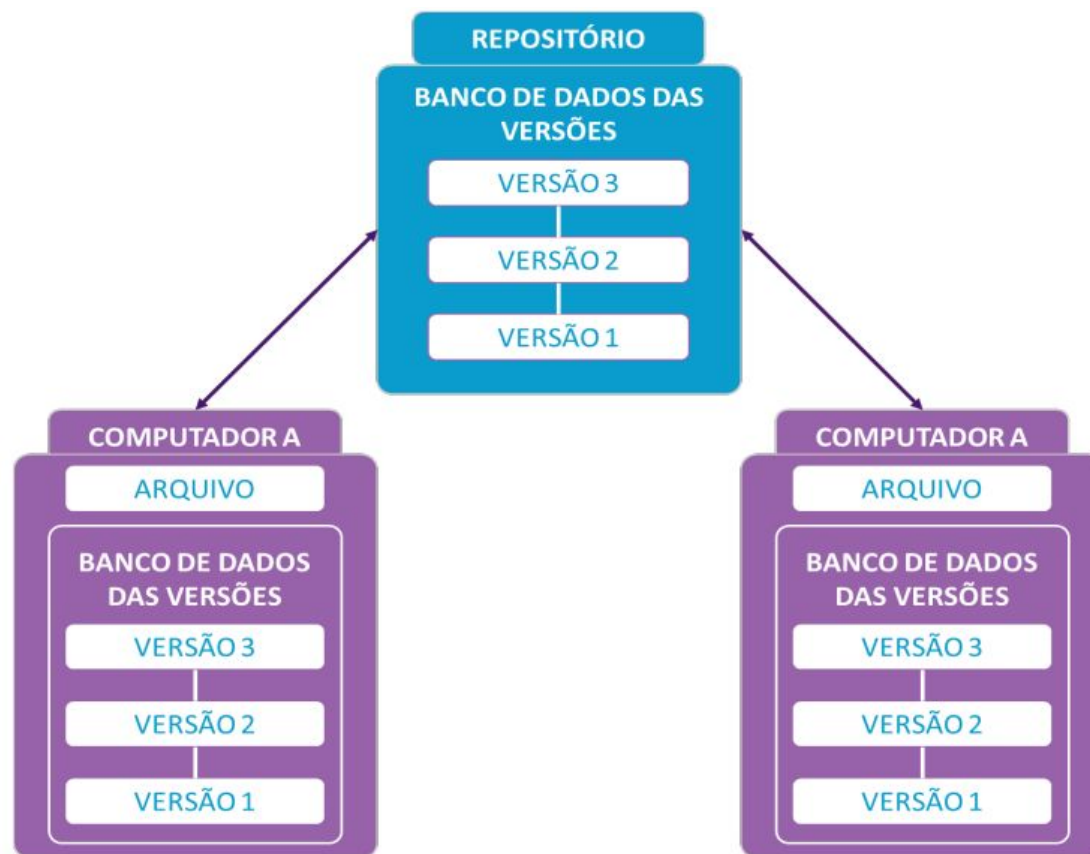 REPOSITÓRIO
BANCO DE DADOS DAS
VERSÕES
VERSÃO 3
VERSÃO 2
VERSÃO 1
COMPUTADOR A
ARQUIVO
BANCO DE DADOS
DAS VERSÕES
VERSÃO 3
VERSÃO 2
VERSÃO 1
COMPUTADOR A
ARQUIVO
BANCO DE DADOS
DAS VERSÕES
VERSÃO 3
VERSÃO 2
VERSÃO 1